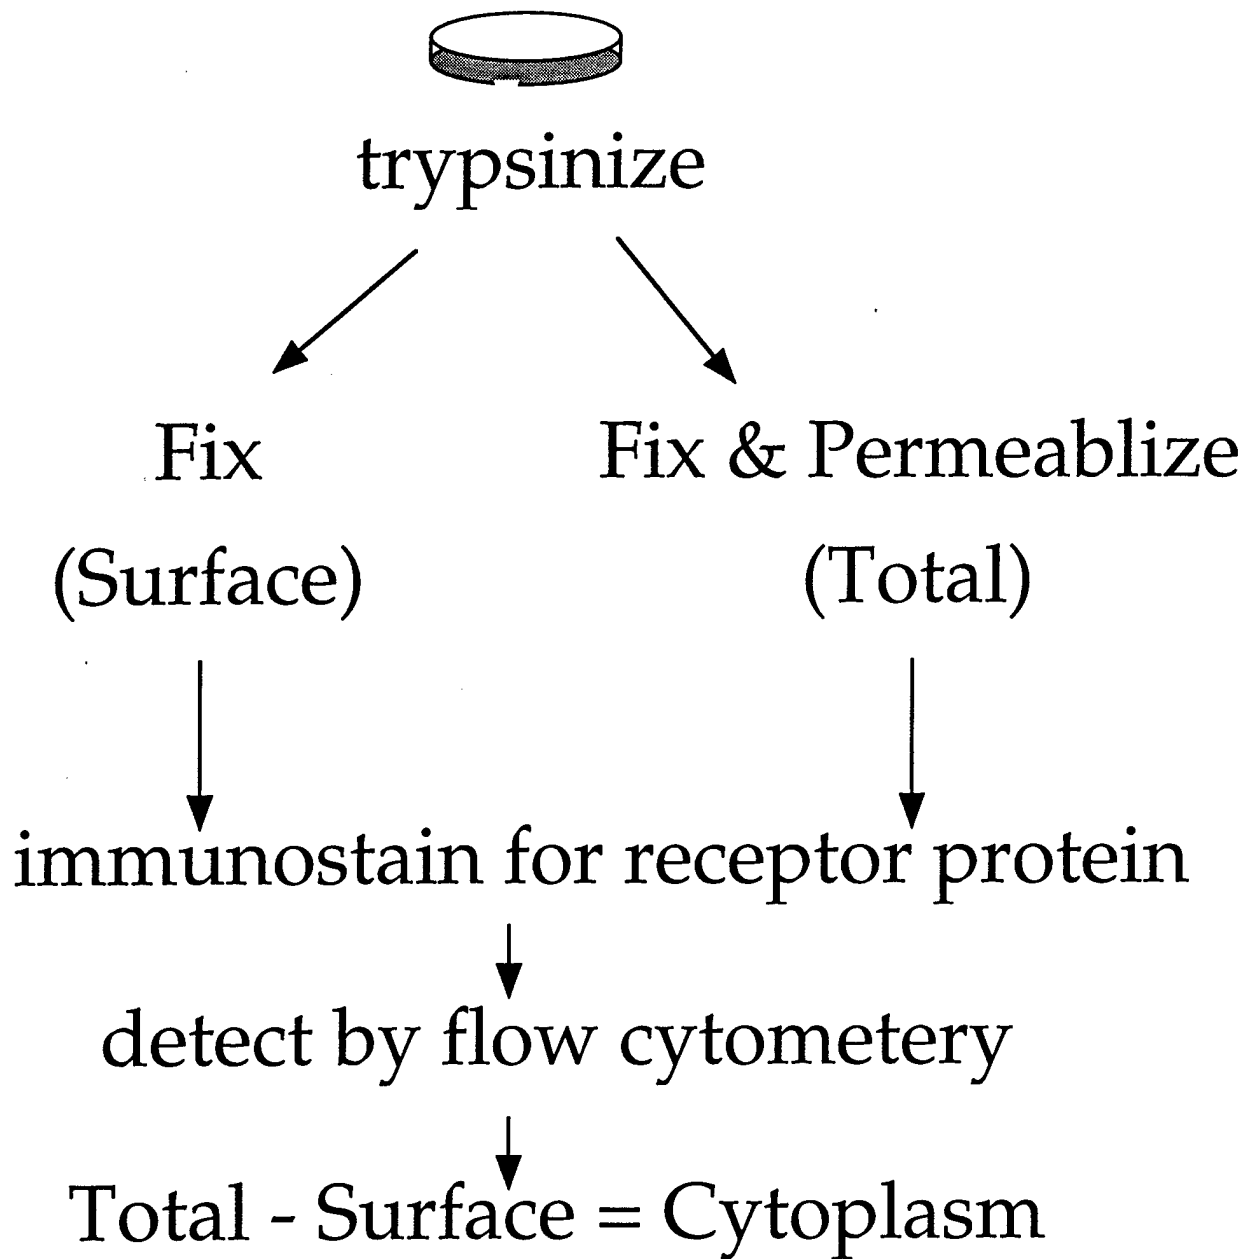 trypsinize
Fix
Fix & Permeablize
(Surface)
(Total)
immunostain for receptor protein
detect by flow cytometery
Total - Surface = Cytoplasm